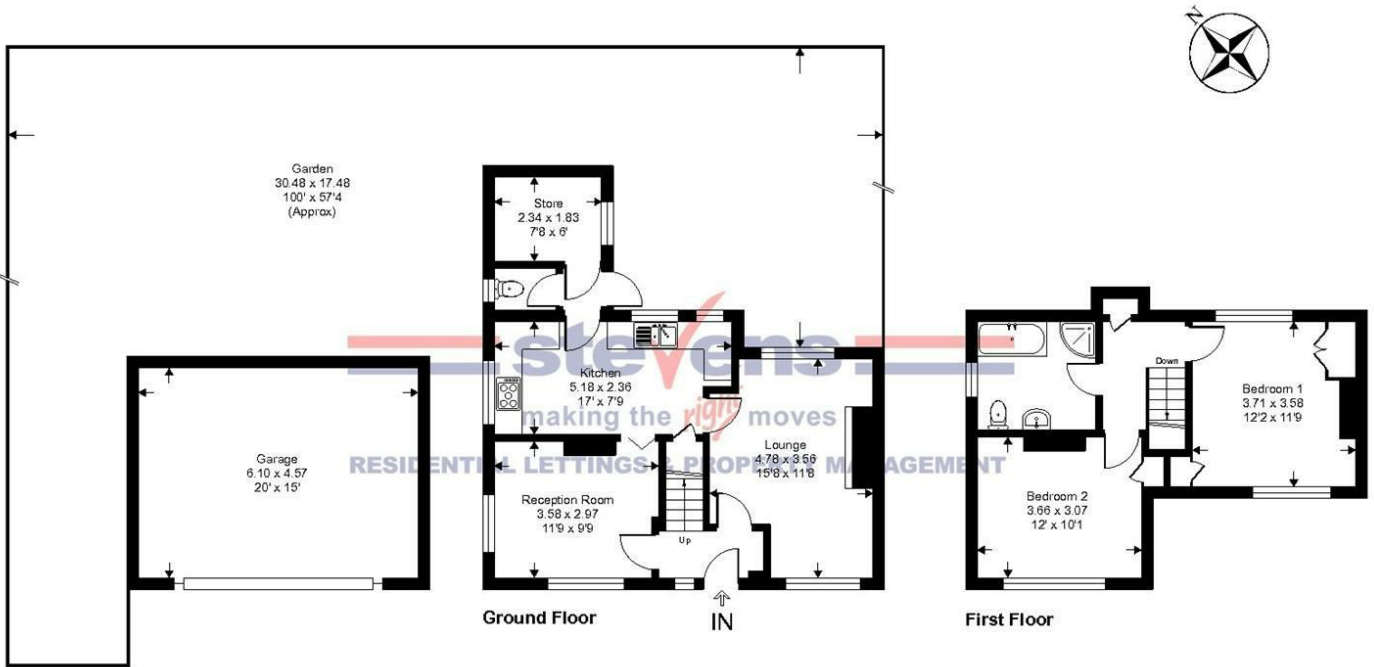 N
Garden
30.48 x 17.48
100' x 57'4
(Approx)
Store
2.34 x 1.83
7'8 x 6'
stevens
making the right moves
RESIDENTIAL LETTINGS & PROPERTY MANAGEMENT
Kitchen
5.18 x 2.36
17' x 7'9
Garage
6.10 x 4.57
20' x 15'
Reception Room
3.58 x 2.97
11'9 x 9'9
Lounge
4.78 x 3.56
15'8 x 11'8
Up
Ground Floor
IN
Down
Bedroom 1
3.71 x 3.58
12'2 x 11'9
Bedroom 2
3.66 x 3.07
12' x 10'1
First Floor